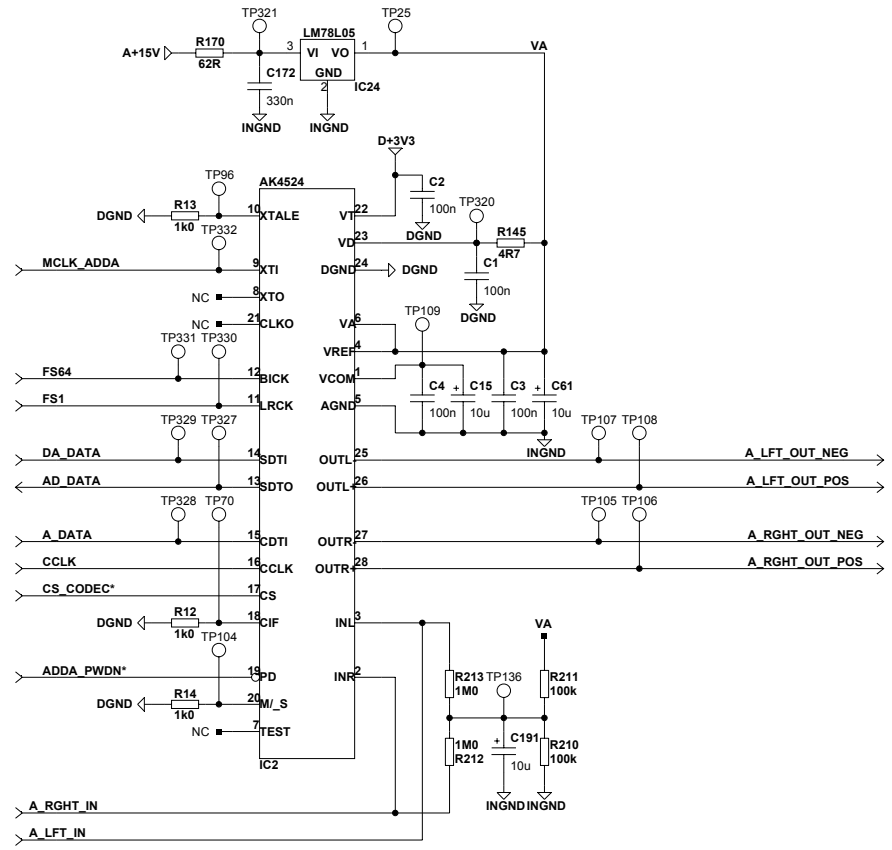 TP321
TP25
LM78L05
A+15V
R170
62R
3
VI
VO
1
VA
GND
2
IC24
C172
330n
INGND
INGND
D+3V3
AK4524
TP96
C2
100n
TP320
R13
DGND
1k0
10
XTALE
VT
22
DGND
TP332
VD
23
R145
4R7
MCLK_ADDA
9
XTI
DGND
24
DGND
C1
100n
DGND
NC
8
XTO
NC
21
CLKO
VA
6
TP109
TP331
TP330
VREF
4
FS64
12
BICK
VCOM
1
C4
100n
+
C15
10u
C3
100n
+
C61
10u
FS1
11
LRCK
AGND
5
TP329
TP327
INGND
TP107
TP108
DA_DATA
14
SDTI
OUTL-
25
A_LFT_OUT_NEG
AD_DATA
13
SDTO
OUTL+
26
A_LFT_OUT_POS
TP328
TP70
TP105
TP106
A_DATA
15
CDTI
OUTR-
27
A_RGHT_OUT_NEG
CCLK
16
CCLK
OUTR+
28
A_RGHT_OUT_POS
CS_CODEC*
17
CS
R12
DGND
1k0
18
CIF
INL
3
VA
TP104
ADDA_PWDN*
19
PD
INR
2
R213
1M0
TP136
R211
100k
R14
DGND
1k0
20
M/_S
NC
7
TEST
1M0
R212
+
C191
10u
R210
100k
IC2
INGND
INGND
A_RGHT_IN
A_LFT_IN